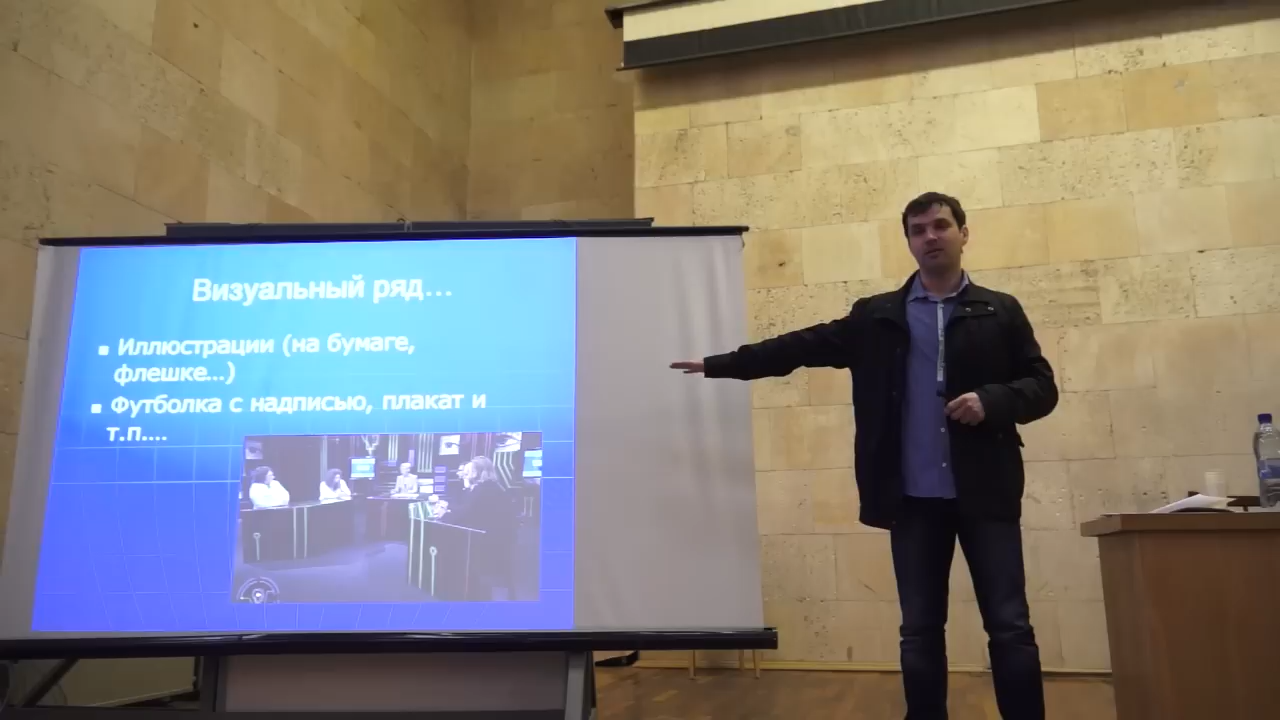 Визуальный ряд...
▪ Иллюстрации (на бумаге,
флешке...)
▪ Футболка с надписью, плакат и
т.п....